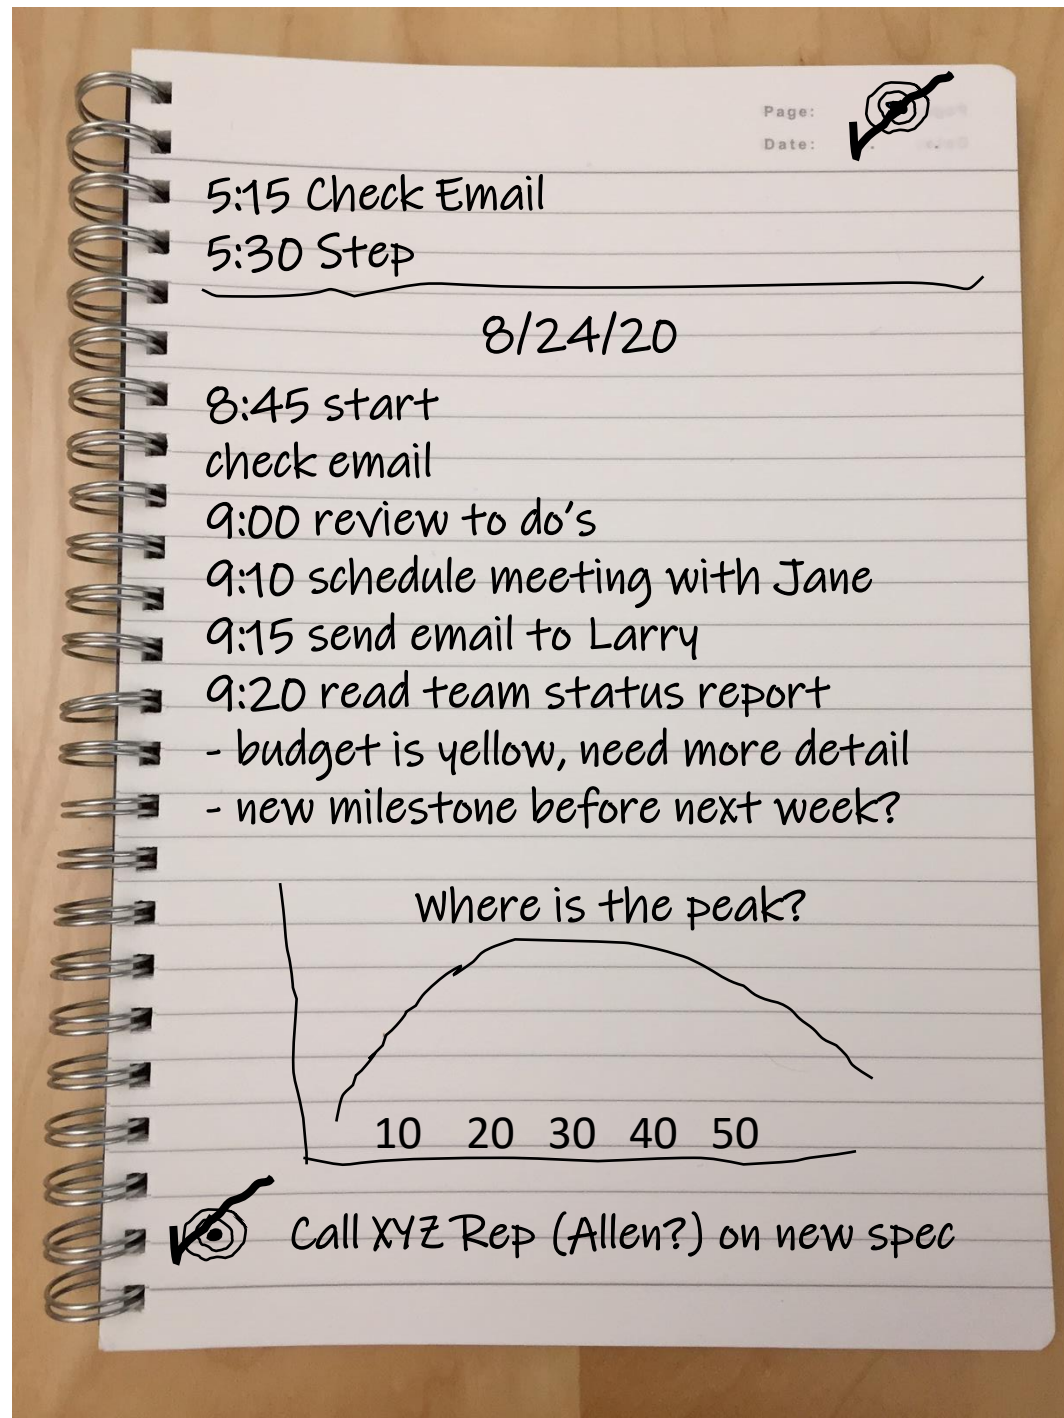 Page:
Date:
5:15 Check Email
5:30 Step
8/24/20
8:45 start
check email
9:00 review to do's
9:10 schedule meeting with Jane
9:15 send email to Larry
9:20 read team status report
- budget is yellow, need more detail
- new milestone before next week?
Where is the peak?
10 20 30 40 50
Call XYZ Rep (Allen?) on new spec